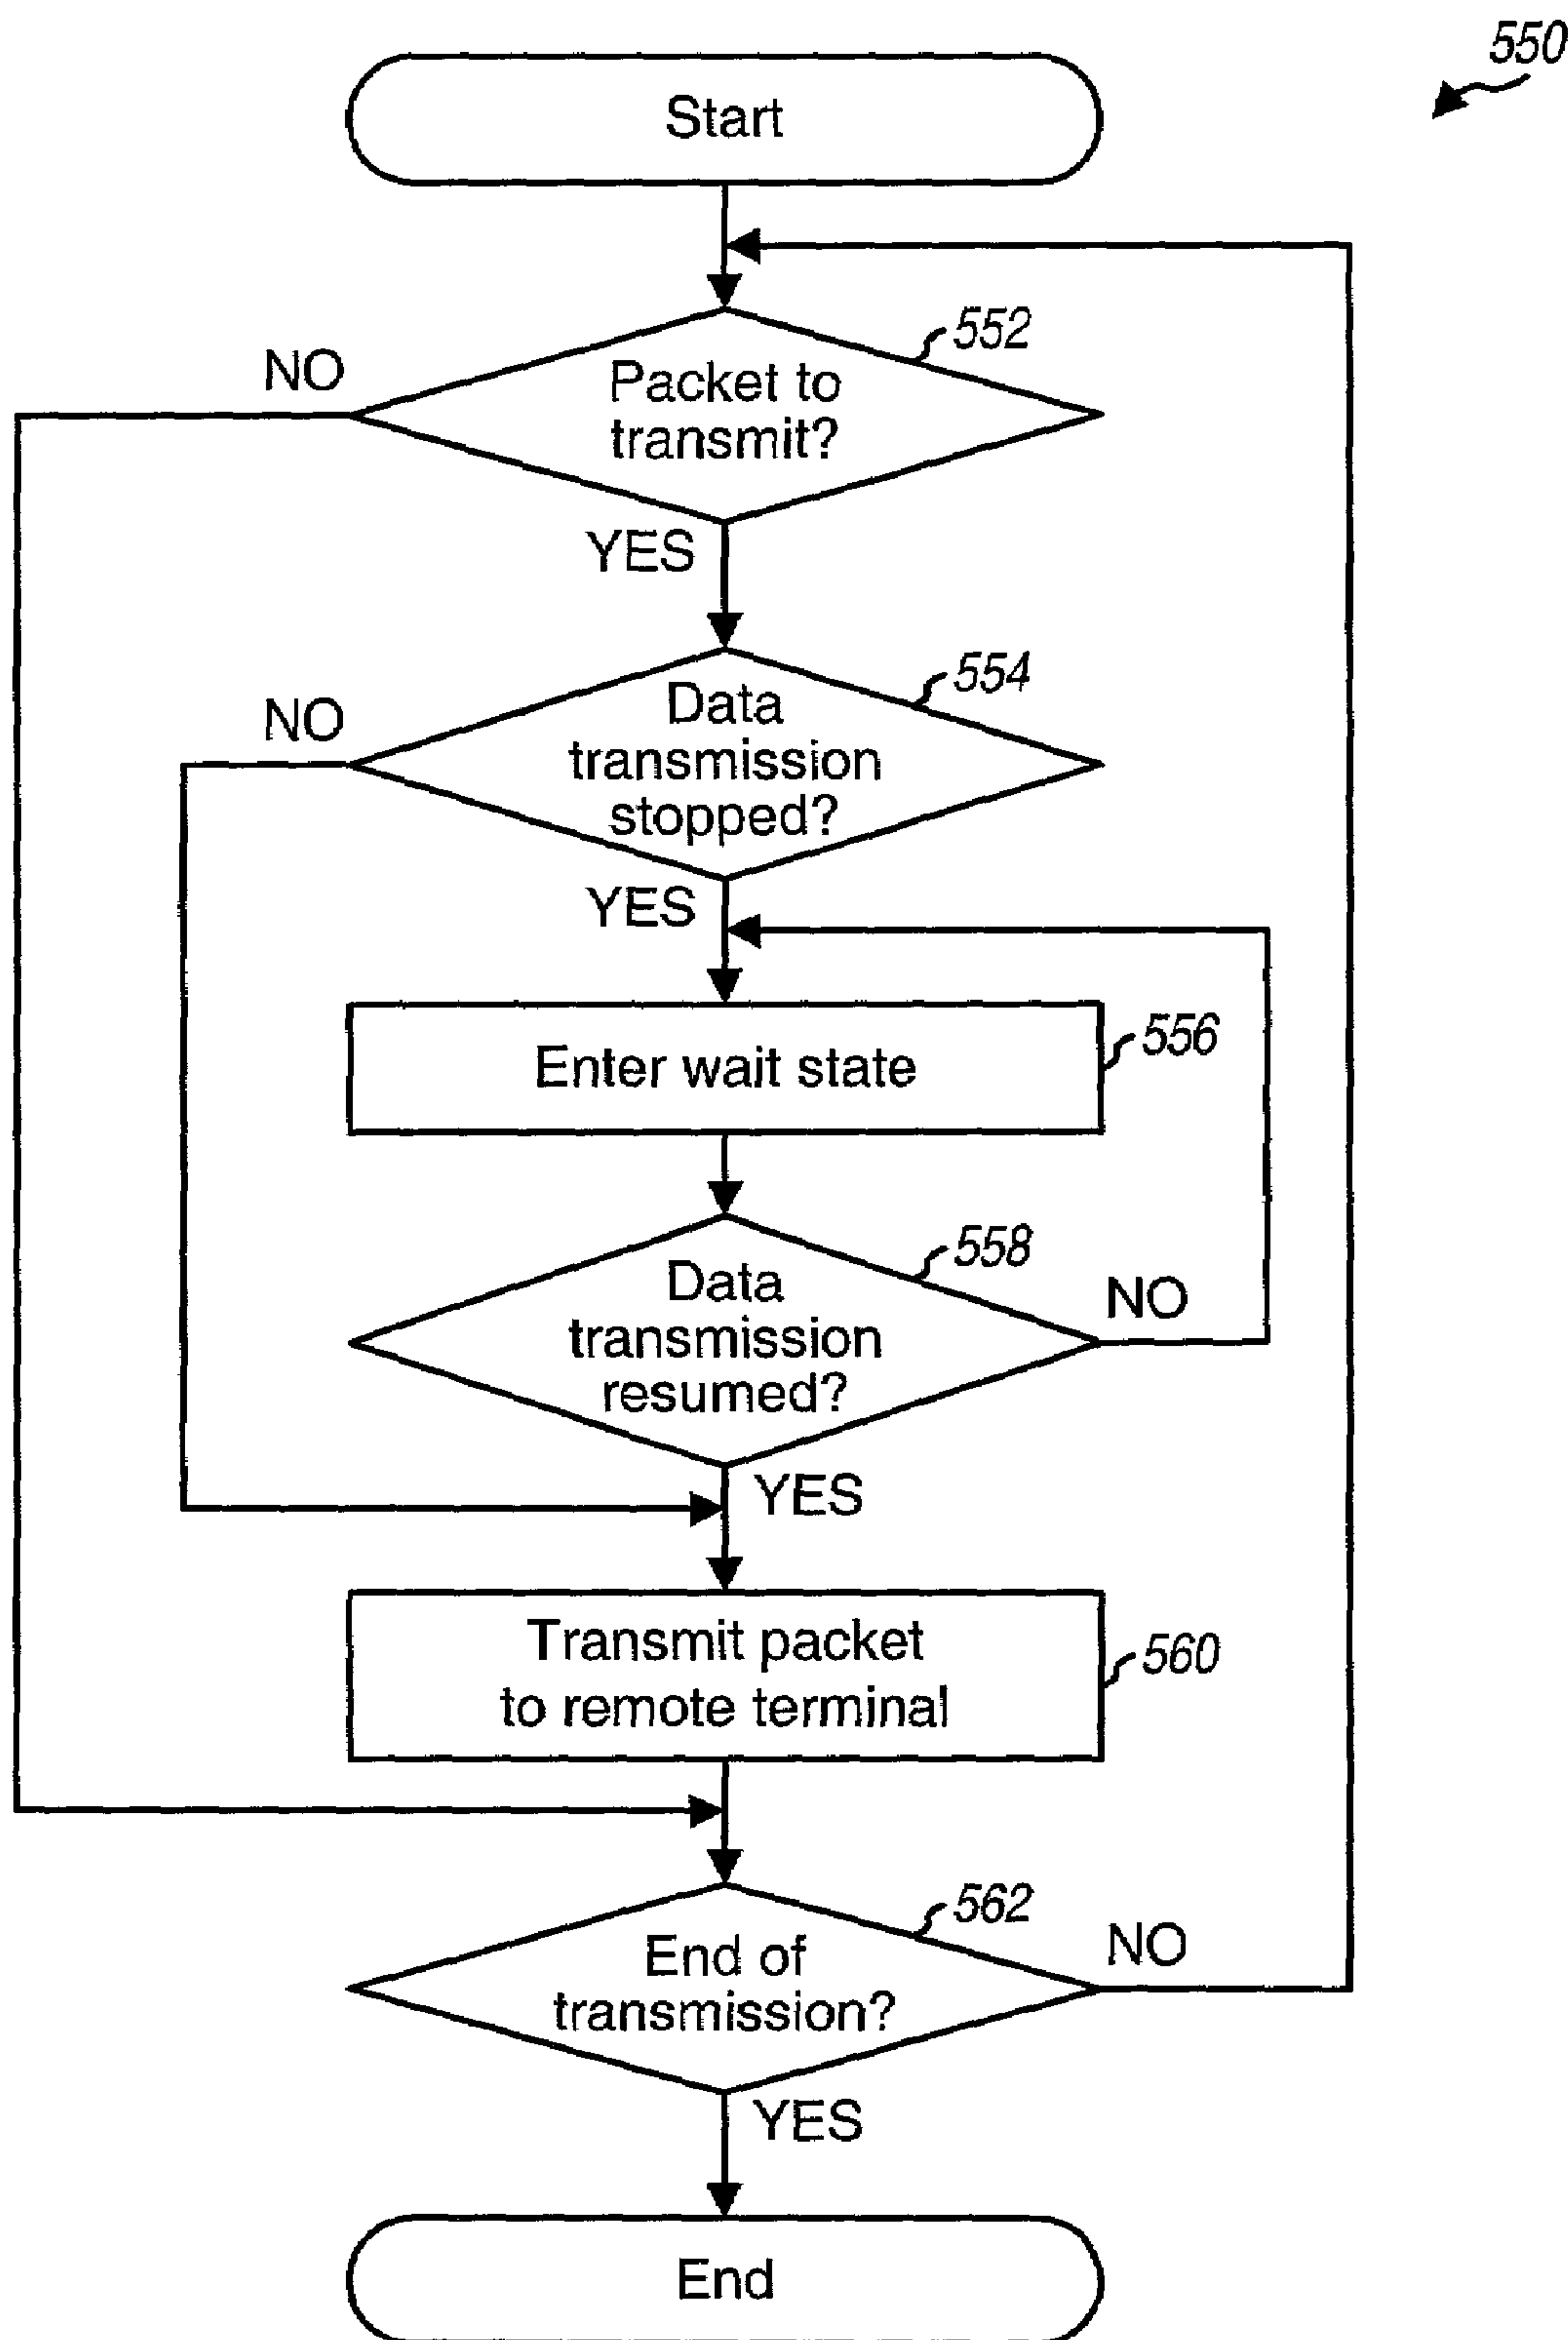 550
Start
552
NO
Packet to
transmit?
YES
554
NO
Data
transmission
stopped?
YES
Enter wait state
556
558
Data
transmission
resumed?
NO
YES
Transmit packet
to remote terminal
560
562
End of
transmission?
NO
YES
End